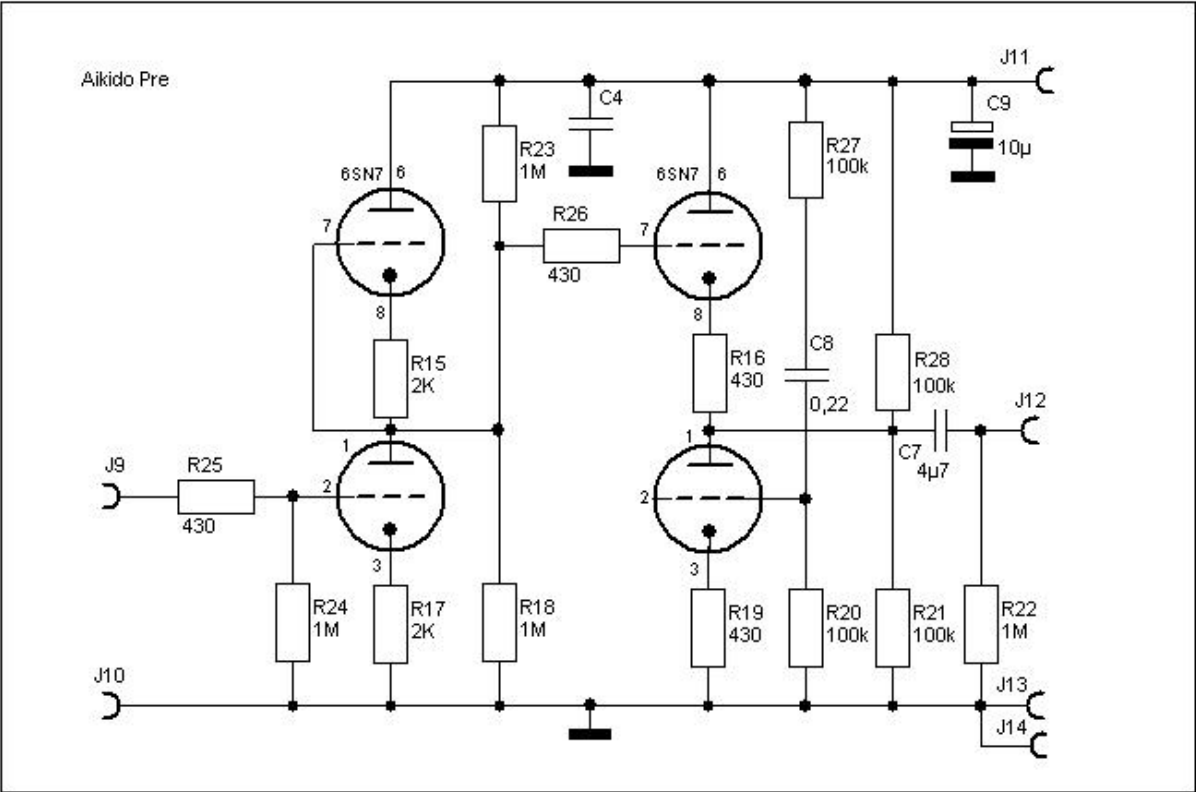 Aikido Pre
J11
C4
C9
10µ
R23
1M
R27
100k
6SN7
6
6SN7
6
R26
430
7
7
8
8
R15
2K
R16
430
C8
0,22
R28
100k
J12
C7
4µ7
1
1
J9
R25
430
2
2
3
3
R24
1M
R17
2K
R18
1M
R19
430
R20
100k
R21
100k
R22
1M
J10
J13
J14